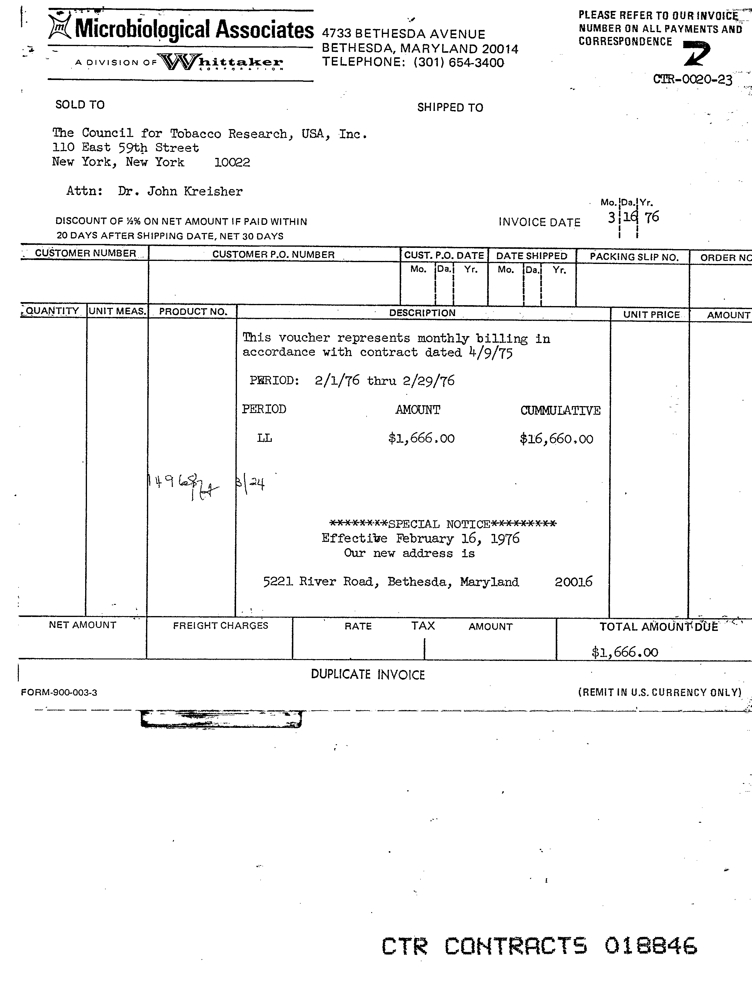 Microbiological Associates
A DIVISION OF Whittaker
CORPORATION
4733 BETHESDA AVENUE
BETHESDA, MARYLAND 20014
TELEPHONE: (301) 654-3400
PLEASE REFER TO OUR INVOICE
NUMBER ON ALL PAYMENTS AND
CORRESPONDENCE
CTR-0020-23
SOLD TO
SHIPPED TO
The Council for Tobacco Research, USA, Inc.
110 East 59th Street
New York, New York 10022
Attn: Dr. John Kreisher
DISCOUNT OF ½% ON NET AMOUNT IF PAID WITHIN
20 DAYS AFTER SHIPPING DATE, NET 30 DAYS
INVOICE DATE
Mo. Da. Yr.
3 16 76
CUSTOMER NUMBER CUSTOMER P.O. NUMBER CUST. P.O. DATE DATE SHIPPED PACKING SLIP NO. ORDER NO
Mo. Da. Yr. Mo. Da. Yr.
QUANTITY UNIT MEAS. PRODUCT NO. DESCRIPTION UNIT PRICE AMOUNT
This voucher represents monthly billing in
accordance with contract dated 4/9/75
PERIOD: 2/1/76 thru 2/29/76
PERIOD AMOUNT CUMMULATIVE
LL $1,666.00 $16,660.00
3/24
********SPECIAL NOTICE*********
Effective February 16, 1976
Our new address is
5221 River Road, Bethesda, Maryland 20016
NET AMOUNT FREIGHT CHARGES RATE TAX AMOUNT TOTAL AMOUNT DUE
$1,666.00
DUPLICATE INVOICE
FORM-900-003-3
(REMIT IN U.S. CURRENCY ONLY)
CTR CONTRACTS 018846